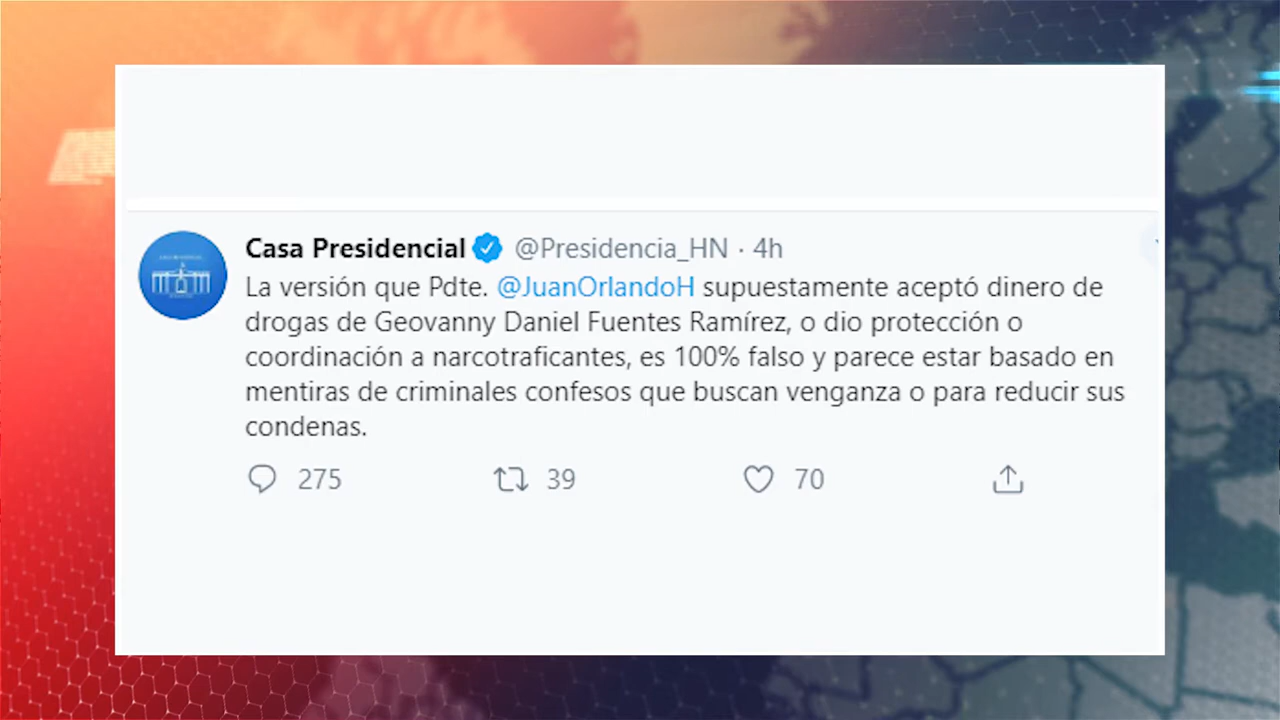 Casa Presidencial @Presidencia_HN · 4h
La versión que Pdte. @JuanOrlandoH supuestamente aceptó dinero de
drogas de Geovanny Daniel Fuentes Ramírez, o dio protección o
coordinación a narcotraficantes, es 100% falso y parece estar basado en
mentiras de criminales confesos que buscan venganza o para reducir sus
condenas.
275 39 70